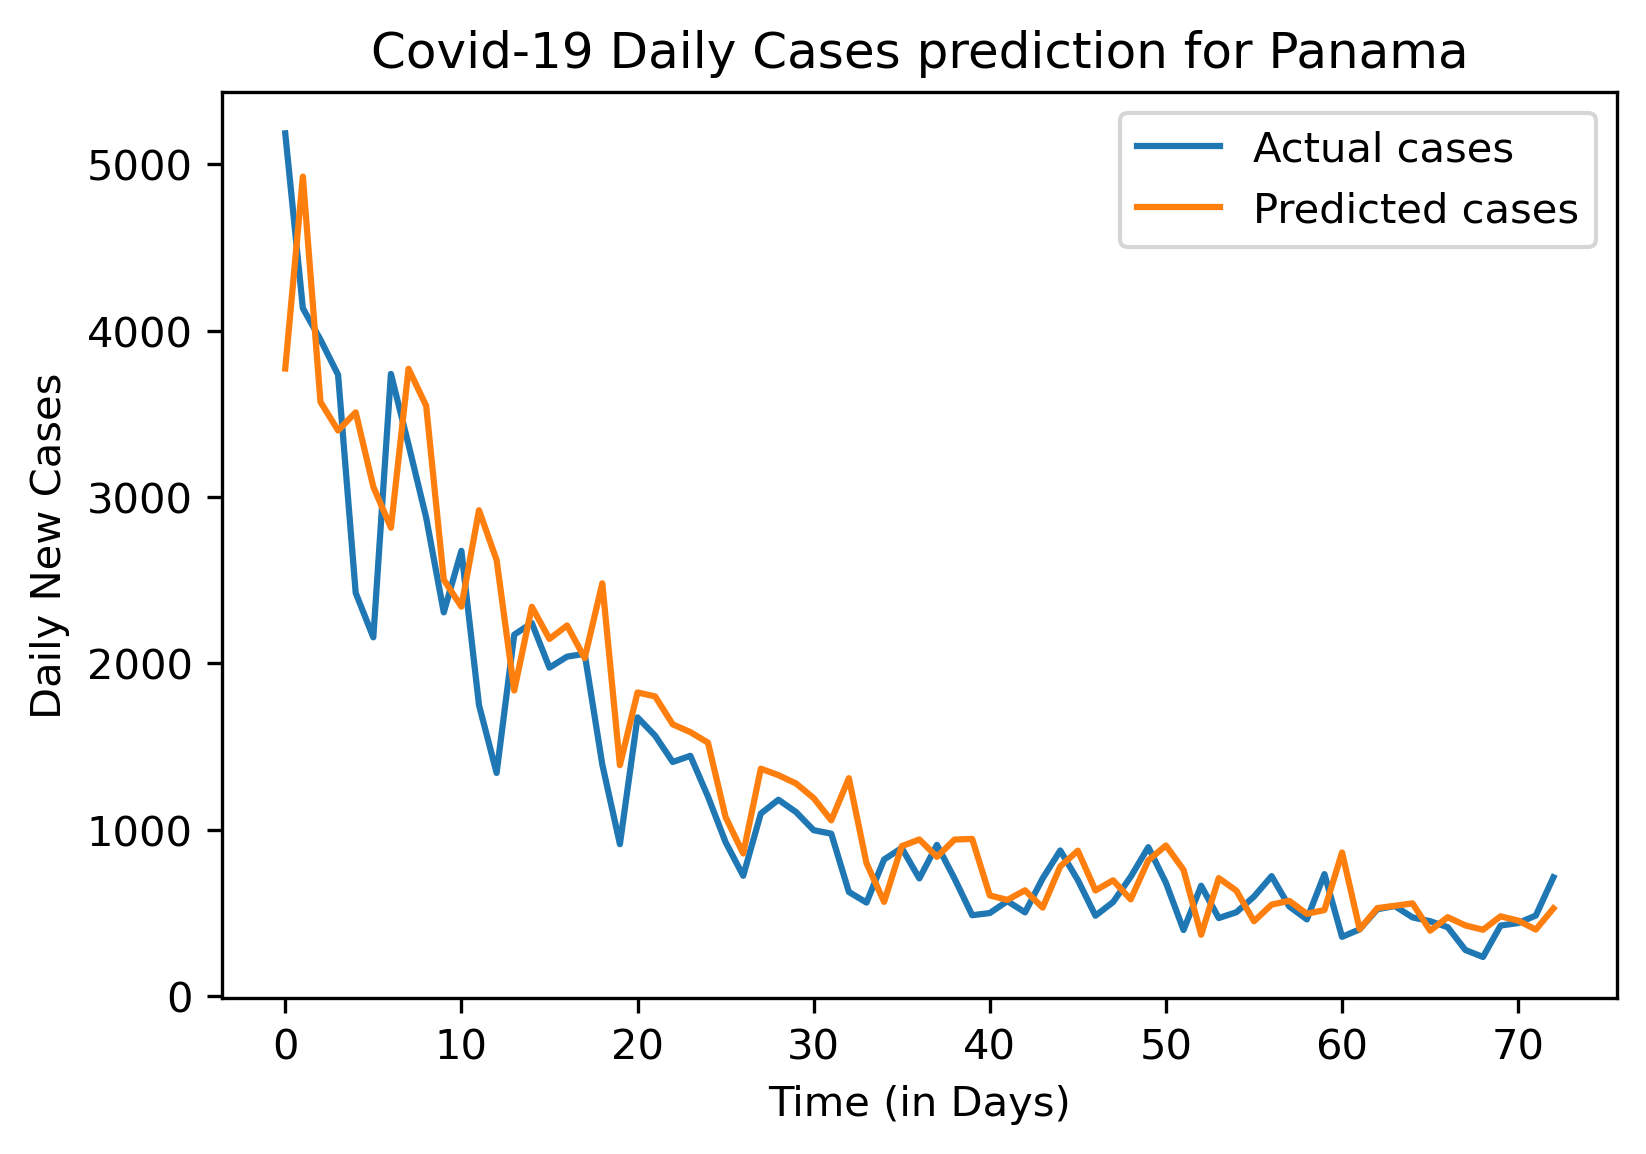 Covid-19 Daily Cases prediction for Panama
Actual cases
Predicted cases
Daily New Cases
5000
4000
3000
2000
1000
0
0 10 20 30 40 50 60 70
Time (in Days)